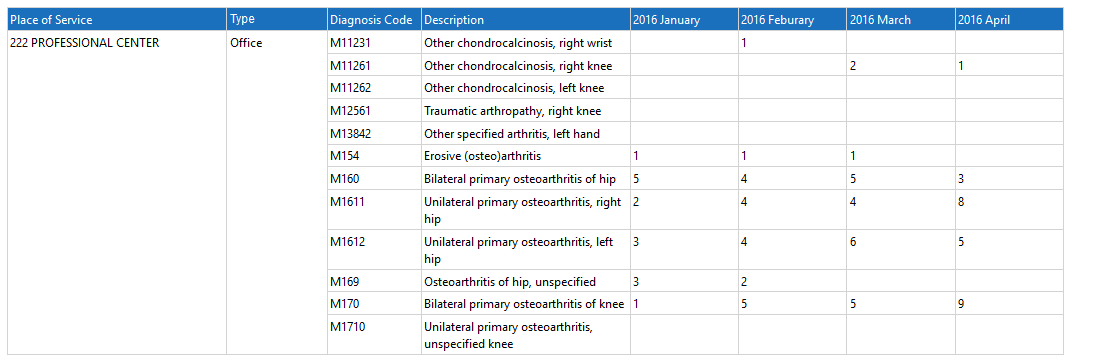 Place of Service Type Diagnosis Code Description 2016 January 2016 Feburary 2016 March 2016 April
222 PROFESSIONAL CENTER Office M11231 Other chondrocalcinosis, right wrist 1
M11261 Other chondrocalcinosis, right knee 2 1
M11262 Other chondrocalcinosis, left knee
M12561 Traumatic arthropathy, right knee
M13842 Other specified arthritis, left hand
M154 Erosive (osteo)arthritis 1 1 1
M160 Bilateral primary osteoarthritis of hip 5 4 5 3
M1611 Unilateral primary osteoarthritis, right 2 4 4 8
hip
M1612 Unilateral primary osteoarthritis, left 3 4 6 5
hip
M169 Osteoarthritis of hip, unspecified 3 2
M170 Bilateral primary osteoarthritis of knee 1 5 5 9
M1710 Unilateral primary osteoarthritis,
unspecified knee